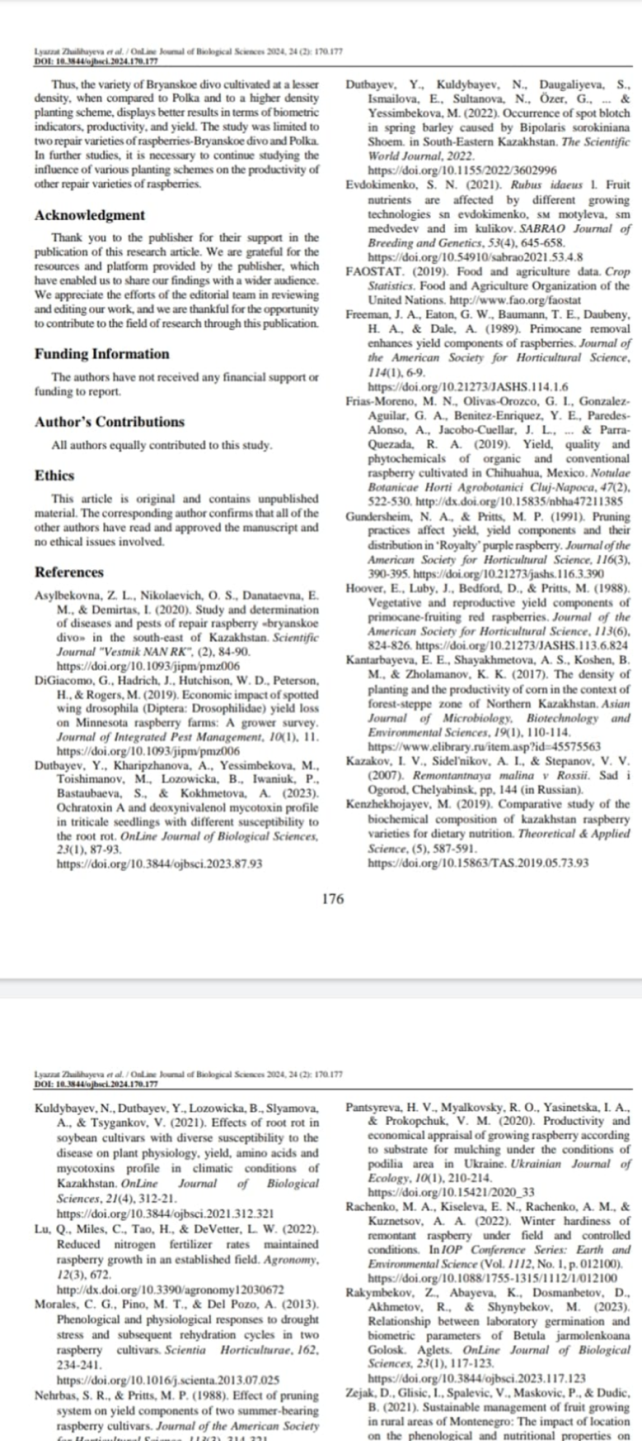 Lyazzat Zhailibayeva et al. / OnLine Journal of Biological Sciences 2024, 24 (2): 170.177
DOI: 10.3844/ojbsci.2024.170.177
Thus, the variety of Bryanskoe divo cultivated at a lesser
density, when compared to Polka and to a higher density
planting scheme, displays better results in terms of biometric
indicators, productivity, and yield. The study was limited to
two repair varieties of raspberries-Bryanskoe divo and Polka.
In further studies, it is necessary to continue studying the
influence of various planting schemes on the productivity of
other repair varieties of raspberries.
Acknowledgment
Thank you to the publisher for their support in the
publication of this research article. We are grateful for the
resources and platform provided by the publisher, which
have enabled us to share our findings with a wider audience.
We appreciate the efforts of the editorial team in reviewing
and editing our work, and we are thankful for the opportunity
to contribute to the field of research through this publication.
Funding Information
The authors have not received any financial support or
funding to report.
Author's Contributions
All authors equally contributed to this study.
Ethics
This article is original and contains unpublished
material. The corresponding author confirms that all of the
other authors have read and approved the manuscript and
no ethical issues involved.
References
Asylbekovna, Z. L., Nikolaevich, O. S., Danataevna, E.
M., & Demirtas, I. (2020). Study and determination
of diseases and pests of repair raspberry «bryanskoe
divo» in the south-east of Kazakhstan. Scientific
Journal "Vestnik NAN RK", (2), 84-90.
https://doi.org/10.1093/jipm/pmz006
DiGiacomo, G., Hadrich, J., Hutchison, W. D., Peterson,
H., & Rogers, M. (2019). Economic impact of spotted
wing drosophila (Diptera: Drosophilidae) yield loss
on Minnesota raspberry farms: A grower survey.
Journal of Integrated Pest Management, 10(1), 11.
https://doi.org/10.1093/jipm/pmz006
Dutbayev, Y., Kharipzhanova, A., Yessimbekova, M.,
Toishimanov, M., Lozowicka, B., Iwaniuk, P.,
Bastaubaeva, S., & Kokhmetova, A. (2023).
Ochratoxin A and deoxynivalenol mycotoxin profile
in triticale seedlings with different susceptibility to
the root rot. OnLine Journal of Biological Sciences,
23(1), 87-93.
https://doi.org/10.3844/ojbsci.2023.87.93
Dutbayev, Y., Kuldybayev, N., Daugaliyeva, S.,
Ismailova, E., Sultanova, N., Özer, G., ... &
Yessimbekova, M. (2022). Occurrence of spot blotch
in spring barley caused by Bipolaris sorokiniana
Shoem. in South-Eastern Kazakhstan. The Scientific
World Journal, 2022.
https://doi.org/10.1155/2022/3602996
Evdokimenko, S. N. (2021). Rubus idaeus l. Fruit
nutrients are affected by different growing
technologies sn evdokimenko, sм motyleva, sm
medvedev and im kulikov. SABRAO Journal of
Breeding and Genetics, 53(4), 645-658.
https://doi.org/10.54910/sabrao2021.53.4.8
FAOSTAT. (2019). Food and agriculture data. Crop
Statistics. Food and Agriculture Organization of the
United Nations. http://www.fao.org/faostat
Freeman, J. A., Eaton, G. W., Baumann, T. E., Daubeny,
H. A., & Dale, A. (1989). Primocane removal
enhances yield components of raspberries. Journal of
the American Society for Horticultural Science,
114(1), 6-9.
https://doi.org/10.21273/JASHS.114.1.6
Frias-Moreno, M. N., Olivas-Orozco, G. I., Gonzalez-
Aguilar, G. A., Benitez-Enriquez, Y. E., Paredes-
Alonso, A., Jacobo-Cuellar, J. L., ... & Parra-
Quezada, R. A. (2019). Yield, quality and
phytochemicals of organic and conventional
raspberry cultivated in Chihuahua, Mexico. Notulae
Botanicae Horti Agrobotanici Cluj-Napoca, 47(2),
522-530. http://dx.doi.org/10.15835/nbha47211385
Gundersheim, N. A., & Pritts, M. P. (1991). Pruning
practices affect yield, yield components and their
distribution in 'Royalty' purple raspberry. Journal of the
American Society for Horticultural Science, 116(3),
390-395. https://doi.org/10.21273/jashs.116.3.390
Hoover, E., Luby, J., Bedford, D., & Pritts, M. (1988).
Vegetative and reproductive yield components of
primocane-fruiting red raspberries. Journal of the
American Society for Horticultural Science, 113(6),
824-826. https://doi.org/10.21273/JASHS.113.6.824
Kantarbayeva, E. E., Shayakhmetova, A. S., Koshen, B.
M., & Zholamanov, K. K. (2017). The density of
planting and the productivity of corn in the context of
forest-steppe zone of Northern Kazakhstan. Asian
Journal of Microbiology, Biotechnology and
Environmental Sciences, 19(1), 110-114.
https://www.elibrary.ru/item.asp?id=45575563
Kazakov, I. V., Sidel'nikov, A. I., & Stepanov, V. V.
(2007). Remontantnaya malina v Rossii. Sad i
Ogorod, Chelyabinsk, pp, 144 (in Russian).
Kenzhekhojayev, M. (2019). Comparative study of the
biochemical composition of kazakhstan raspberry
varieties for dietary nutrition. Theoretical & Applied
Science, (5), 587-591.
https://doi.org/10.15863/TAS.2019.05.73.93
176
Lyazzat Zhailibayeva et al. / OnLine Journal of Biological Sciences 2024, 24 (2): 170.177
DOI: 10.3844/ojbsci.2024.170.177
Kuldybayev, N., Dutbayev, Y., Lozowicka, B., Slyamova,
A., & Tsygankov, V. (2021). Effects of root rot in
soybean cultivars with diverse susceptibility to the
disease on plant physiology, yield, amino acids and
mycotoxins profile in climatic conditions of
Kazakhstan. OnLine Journal of Biological
Sciences, 21(4), 312-21.
https://doi.org/10.3844/ojbsci.2021.312.321
Lu, Q., Miles, C., Tao, H., & DeVetter, L. W. (2022).
Reduced nitrogen fertilizer rates maintained
raspberry growth in an established field. Agronomy,
12(3), 672.
http://dx.doi.org/10.3390/agronomy12030672
Morales, C. G., Pino, M. T., & Del Pozo, A. (2013).
Phenological and physiological responses to drought
stress and subsequent rehydration cycles in two
raspberry cultivars. Scientia Horticulturae, 162,
234-241.
https://doi.org/10.1016/j.scienta.2013.07.025
Nehrbas, S. R., & Pritts, M. P. (1988). Effect of pruning
system on yield components of two summer-bearing
raspberry cultivars. Journal of the American Society
Pantsyreva, H. V., Myalkovsky, R. O., Yasinetska, I. A.,
& Prokopchuk, V. M. (2020). Productivity and
economical appraisal of growing raspberry according
to substrate for mulching under the conditions of
podilia area in Ukraine. Ukrainian Journal of
Ecology, 10(1), 210-214.
https://doi.org/10.15421/2020_33
Rachenko, M. A., Kiseleva, E. N., Rachenko, A. M., &
Kuznetsov, A. A. (2022). Winter hardiness of
remontant raspberry under field and controlled
conditions. In IOP Conference Series: Earth and
Environmental Science (Vol. 1112, No. 1, p. 012100).
https://doi.org/10.1088/1755-1315/1112/1/012100
Rakymbekov, Z., Abayeva, K., Dosmanbetov, D.,
Akhmetov, R., & Shynybekov, M. (2023).
Relationship between laboratory germination and
biometric parameters of Betula jarmolenkoana
Golosk. Aglets. OnLine Journal of Biological
Sciences, 23(1), 117-123.
https://doi.org/10.3844/ojbsci.2023.117.123
Zejak, D., Glisic, I., Spalevic, V., Maskovic, P., & Dudic,
B. (2021). Sustainable management of fruit growing
in rural areas of Montenegro: The impact of location
on the phenological and nutritional properties on